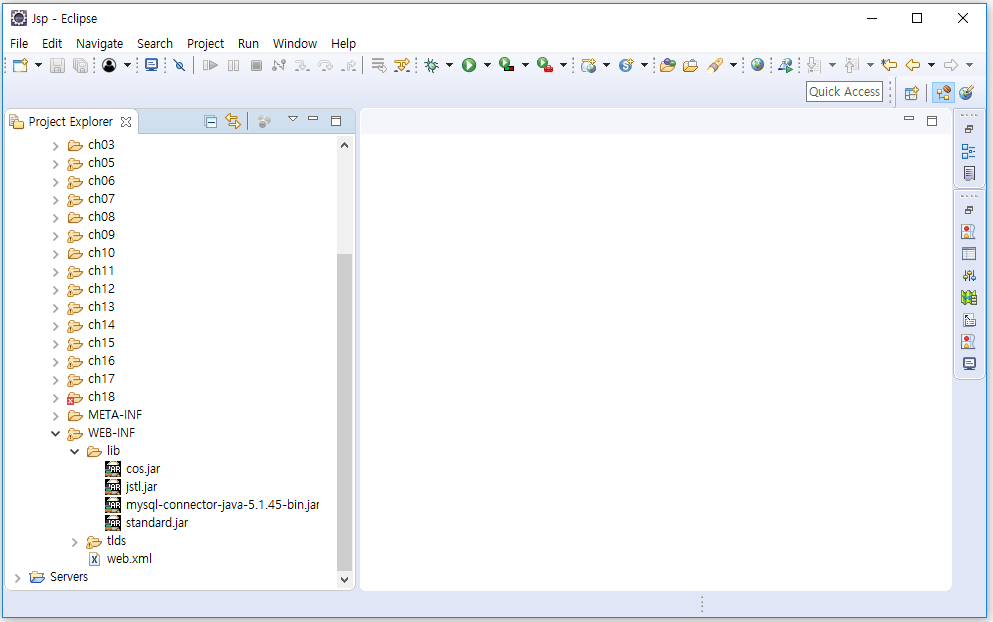 Jsp - Eclipse
File Edit Navigate Search Project Run Window Help
Quick Access
Project Explorer
ch03
ch05
ch06
ch07
ch08
ch09
ch10
ch11
ch12
ch13
ch14
ch15
ch16
ch17
ch18
META-INF
WEB-INF
lib
cos.jar
jstl.jar
mysql-connector-java-5.1.45-bin.jar
standard.jar
tlds
web.xml
Servers